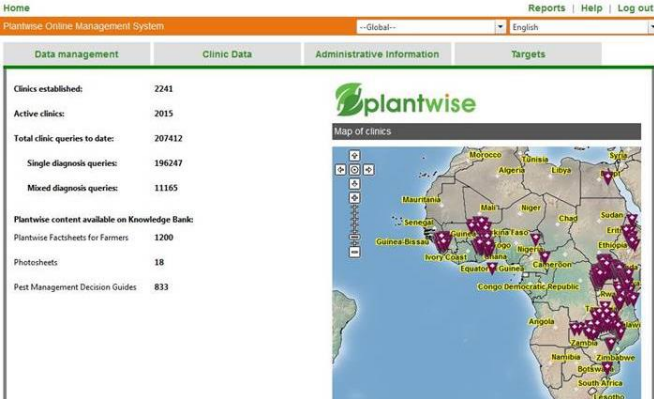 Home
Reports | Help | Log out
Plantwise Online Management System
--Global--
English
Data management
Clinic Data
Administrative Information
Targets
Clinics established: 2241
Active clinics: 2015
Total clinic queries to date: 207412
Single diagnosis queries: 196247
Mixed diagnosis queries: 11165
Plantwise content available on Knowledge Bank:
Plantwise Factsheets for Farmers 1200
Photosheets 18
Pest Management Decision Guides 833
plantwise
Map of clinics
Morocco
Tunisia
Syria
Algeria
Libya
Mauritania
Mali
Niger
Chad
Sudan
Senegal
Guinea-Bissau
Ethiopia
Ivory Coast
Cameroon
Congo Democratic Republic
Angola
Zambia
Namibia
Zimbabwe
South Africa
Lesotho